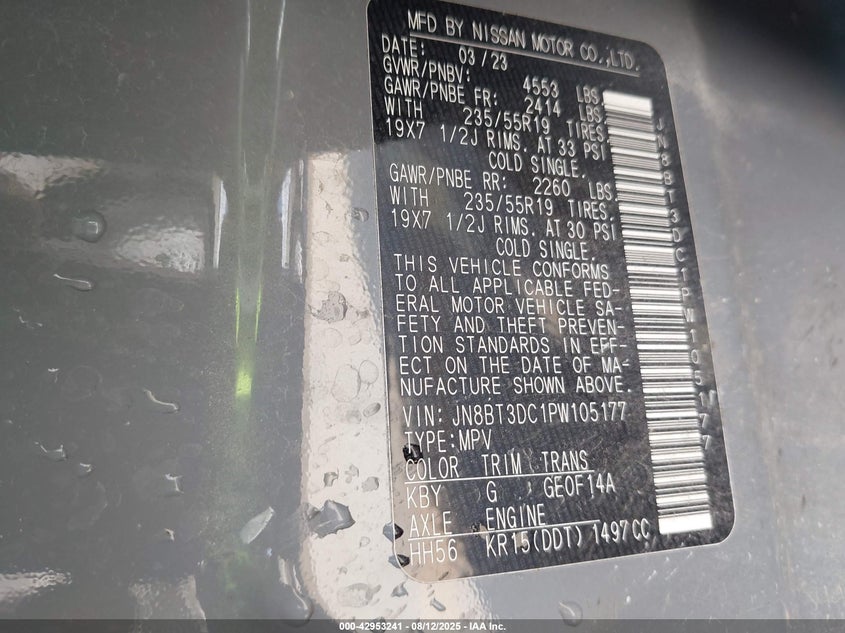 MFD BY NISSAN MOTOR CO.,LTD.
DATE: 03/23
GVWR/PNBV: 4553 LBS
GAWR/PNBE FR: 2414 LBS.
WITH 235/55R19 TIRES
19X7 1/2J RIMS. AT 33 PSI
COLD SINGLE.
GAWR/PNBE RR: 2260 LBS.
WITH 235/55R19 TIRES.
19X7 1/2J RIMS. AT 30 PSI
COLD SINGLE.
THIS VEHICLE CONFORMS
TO ALL APPLICABLE FED-
ERAL MOTOR VEHICLE SA-
FETY AND THEFT PREVEN-
TION STANDARDS IN EFF-
ECT ON THE DATE OF MA-
NUFACTURE SHOWN ABOVE.
VIN: JN8BT3DC1PW105177
TYPE:MPV
COLOR TRIM TRANS
KBY G GEOF14A
AXLE ENGINE
HH56 KR15(DDT) 1497CC
JN8BT3DC1PW105177
000-42953241 - 08/12/2025 - IAA Inc.